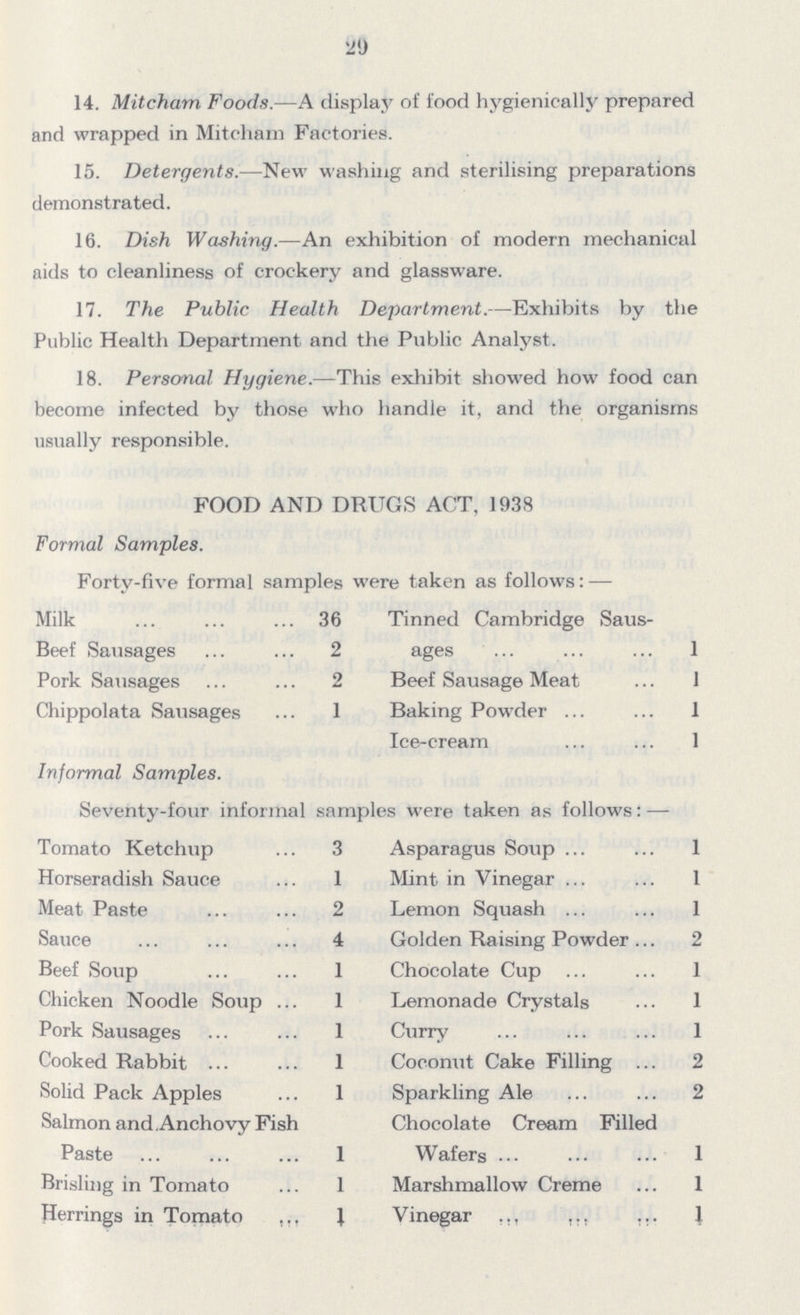 29
14. Mitcham Foods.—A display of food hygienically prepared
and wrapped in Mitcham Factories.
15. Detergents.—New washing and sterilising preparations
demonstrated.
16. Dish Washing.—An exhibition of modern mechanical
aids to cleanliness of crockery and glassware.
17. The Public Health Department.—Exhibits by the
Public Health Department and the Public Analyst.
18. Personal Hygiene.—This exhibit showed how food can
become infected by those who handle it, and the organisms
usually responsible.
FOOD AND DRUGS ACT, 1938
Formal Samples.
Forty-five formal samples were taken as follows:—
Milk ... ... ... 36
Beef Sausages ... ... 2
Pork Sausages ... ... 2
Chippolata Sausages ... 1
Tinned Cambridge Saus-
ages ... ... ... 1
Beef Sausage Meat ... 1
Baking Powder ... ... 1
Ice-cream ... ... 1
Informal Samples.
Seventy-four informal samples were taken as follows:—
Tomato Ketchup ... 3
Horseradish Sauce ... 1
Meat Paste ... ... 2
Sauce ... ... ... 4
Beef Soup ... ... 1
Chicken Noodle Soup ... 1
Pork Sausages ... ... 1
Cooked Rabbit ... ... 1
Solid Pack Apples ... 1
Salmon and Anchovy Fish
Paste ... ... ... 1
Brisling in Tomato ... 1
Herrings in Tomato ... 1
Asparagus Soup ... ... 1
Mint in Vinegar ... ... 1
Lemon Squash ... ... 1
Golden Raising Powder ... 2
Chocolate Cup ... ... 1
Lemonade Crystals ... 1
Curry ... ... ... 1
Coconut Cake Filling ... 2
Sparkling Ale ... ... 2
Chocolate Cream Filled
Wafers ... ... ... 1
Marshmallow Creme ... 1
Vinegar ... ... ... 1